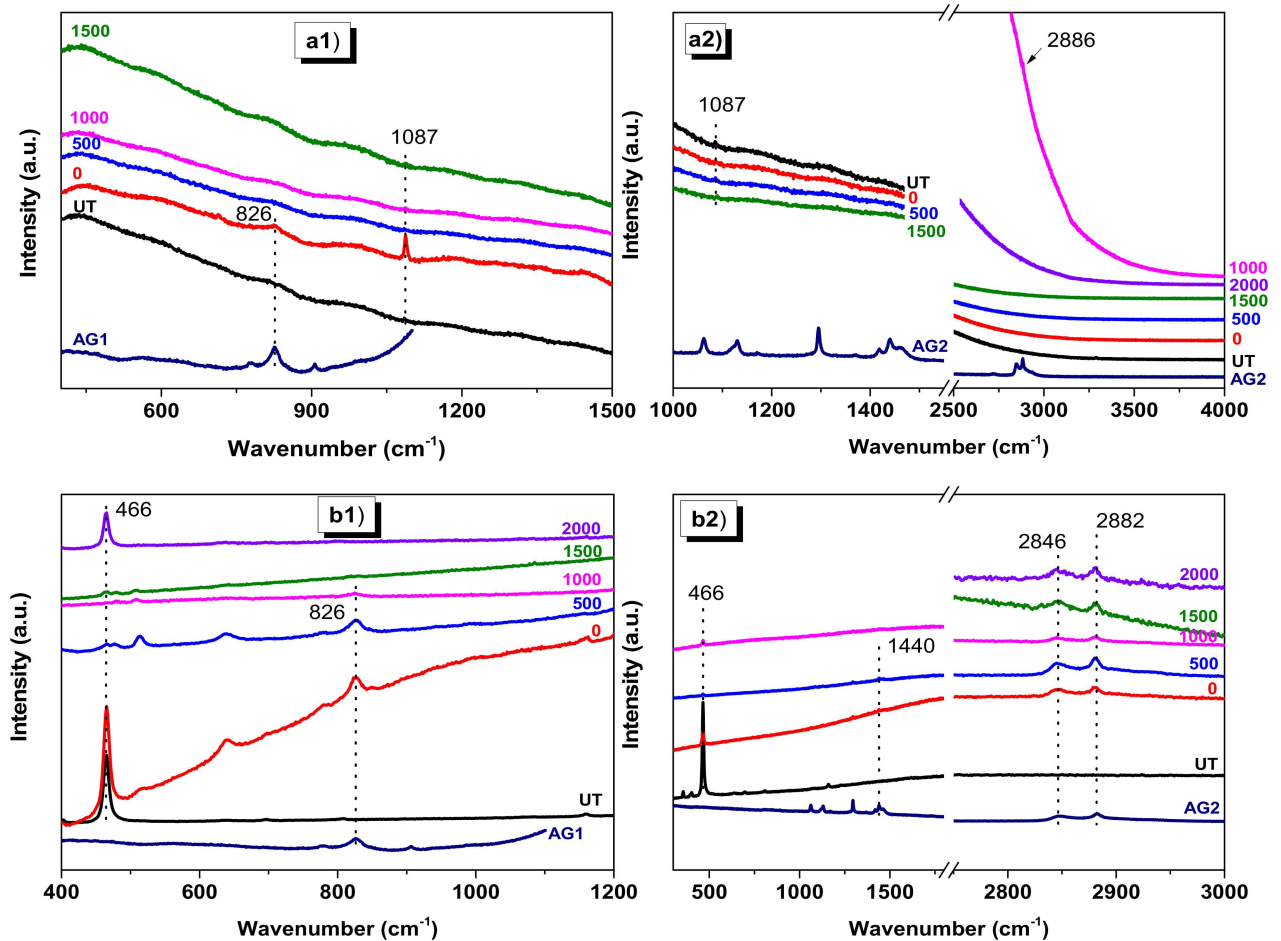 a1)
1500
1000
500
0
UT
AG1
826
1087
Intensity (a.u.)
600 900 1200 1500
Wavenumber (cm-1)
a2)
2886
1087
UT
0
500
1500
AG2
1000
2000
1500
500
0
UT
AG2
Intensity (a.u.)
1000 1200 1400 2500 3000 3500 4000
Wavenumber (cm-1)
b1)
466
2000
1500
1000
500
0
826
UT
AG1
Intensity (a.u.)
400 600 800 1000 1200
Wavenumber (cm-1)
b2)
2882
2846
466
1440
2000
1500
1000
500
0
UT
AG2
Intensity (a.u.)
500 1000 1500 2800 2900 3000
Wavenumber (cm-1)